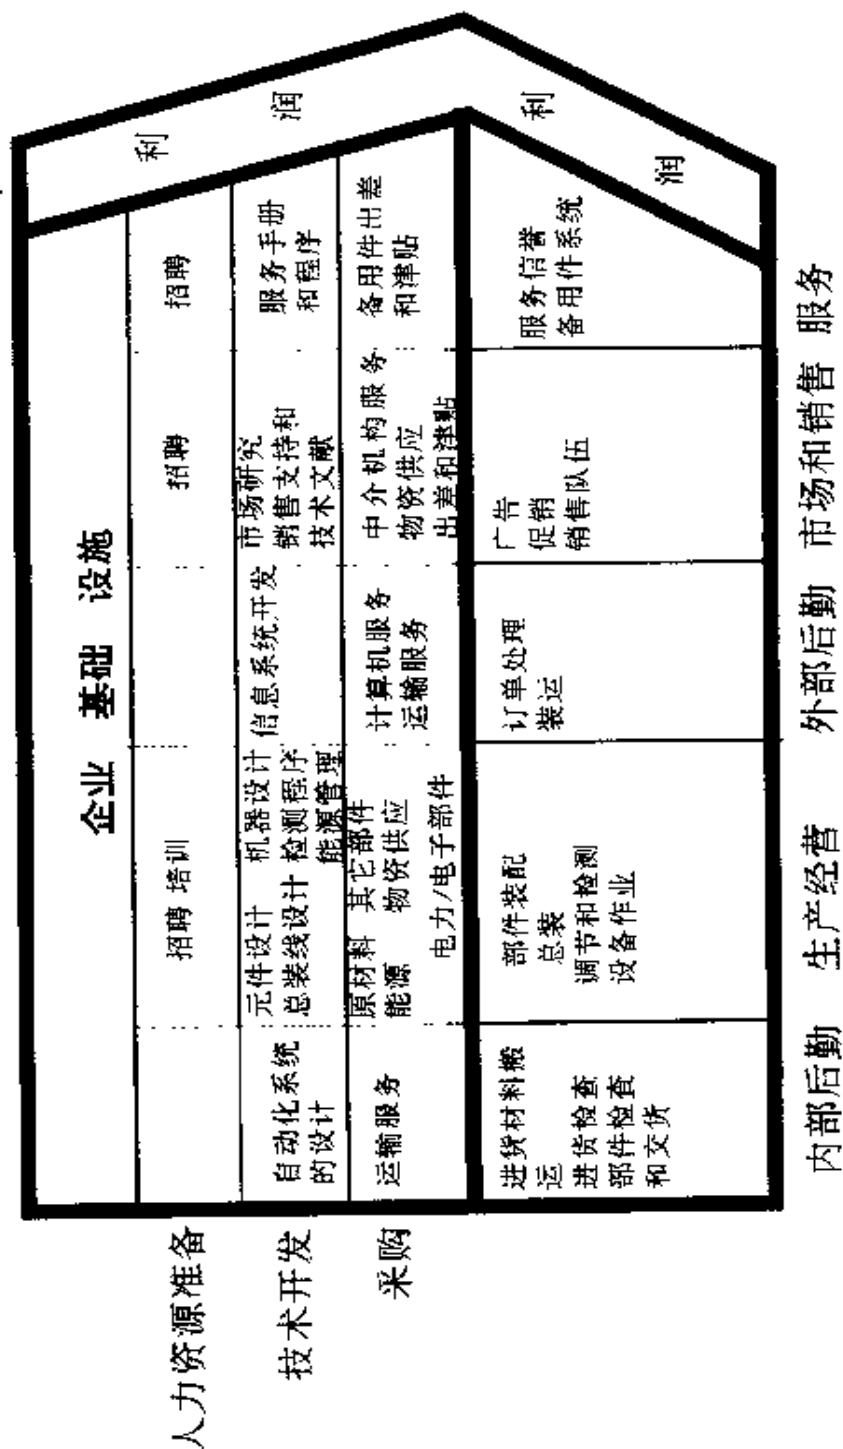 企业 基础 设施
人力资源准备
招聘 培训
招聘
招聘
技术开发
自动化系统
的设计
元件设计 机器设计
总装线设计 检测程序
能源管理
信息系统开发
市场研究
销售支持和
技术文献
服务手册
和程序
采购
运输服务
原材料 其它部件
能源 物资供应
电力/电子部件
计算机服务
运输服务
中介机构服务
物资供应
出差和津贴
备用件出差
和津贴
进货材料搬
运
进货检查
部件检查
和交货
部件装配
总装
调节和检测
设备作业
订单处理
装运
广告
促销
销售队伍
服务信誉
备用件系统
利润
利润
内部后勤 生产经营 外部后勤 市场和销售 服务